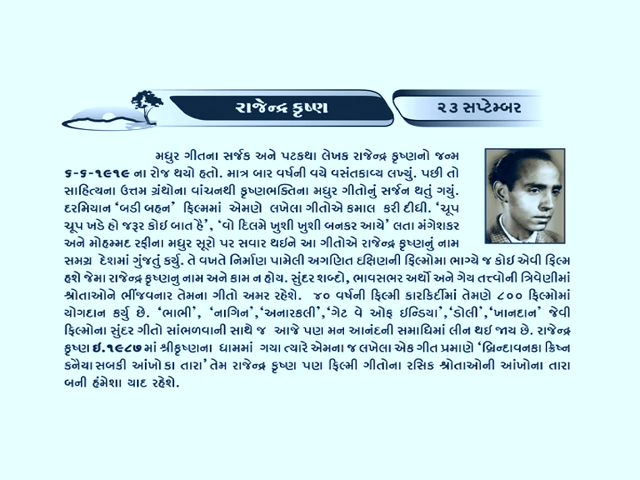 રાજેન્દ્ર કૃષ્ણ
૨૩ સપ્ટેમ્બર
મધુર ગીતના સર્જક અને પટકથા લેખક રાજેન્દ્ર કૃષ્ણનો જન્મ
૬-૬-૧૯૧૯ ના રોજ થયો હતો. માત્ર બાર વર્ષની વયે વસંતકાવ્ય લખ્યું. પછી તો
સાહિત્યના ઉત્તમ ગ્રંથોના વાંચનથી કૃષ્ણભક્તિના મધુર ગીતોનું સર્જન થતું ગયું.
દરમિયાન ‘બડી બહન’ ફિલ્મમાં એમણે લખેલા ગીતોએ કમાલ કરી દીધી. ‘ચૂપ
ચૂપ ખડે હો જરૂર કોઇ બાત હે’, ‘વો દિલમે ખુશી ખુશી બનકર આયે’ લતા મંગેશકર
અને મોહમ્મદ રફીના મધુર સૂરો પર સવાર થઇને આ ગીતોએ રાજેન્દ્ર કૃષ્ણનું નામ
સમગ્ર દેશમાં ગુંજતું કર્યું. તે વખતે નિર્માણ પામેલી અગણિત દક્ષિણની ફિલ્મોમા ભાગ્યે જ કોઇ એવી ફિલ્મ
હશે જેમા રાજેન્દ્ર કૃષ્ણનુ નામ અને કામ ન હોય. સુંદર શબ્દો, ભાવસભર અર્થો અને ગેય તત્ત્વોની ત્રિવેણીમાં
શ્રોતાઓને ભીંજવનાર તેમના ગીતો અમર રહેશે. ૪૦ વર્ષની ફિલ્મી કારકિર્દીમાં તેમણે ૮૦૦ ફિલ્મોમાં
યોગદાન કર્યું છે. ‘ભાભી’, ‘નાગિન’,‘અનારકલી’,‘ગેટ વે ઓફ ઇન્ડિયા’,‘ડોલી’,‘ખાનદાન’ જેવી
ફિલ્મોના સુંદર ગીતો સાંભળવાની સાથે જ આજે પણ મન આનંદની સમાધિમાં લીન થઇ જાય છે. રાજેન્દ્ર
કૃષ્ણ ઇ.૧૯૮૭માં શ્રીકૃષ્ણના ધામમાં ગયા ત્યારે એમના જ લખેલા એક ગીત પ્રમાણે ‘બ્રિન્દાવનકા ક્રિષ્ન
કનૈયા સબકી આંખો કા તારા’ તેમ રાજેન્દ્ર કૃષ્ણ પણ ફિલ્મી ગીતોના રસિક શ્રોતાઓની આંખોના તારા
બની હંમેશા યાદ રહેશે.